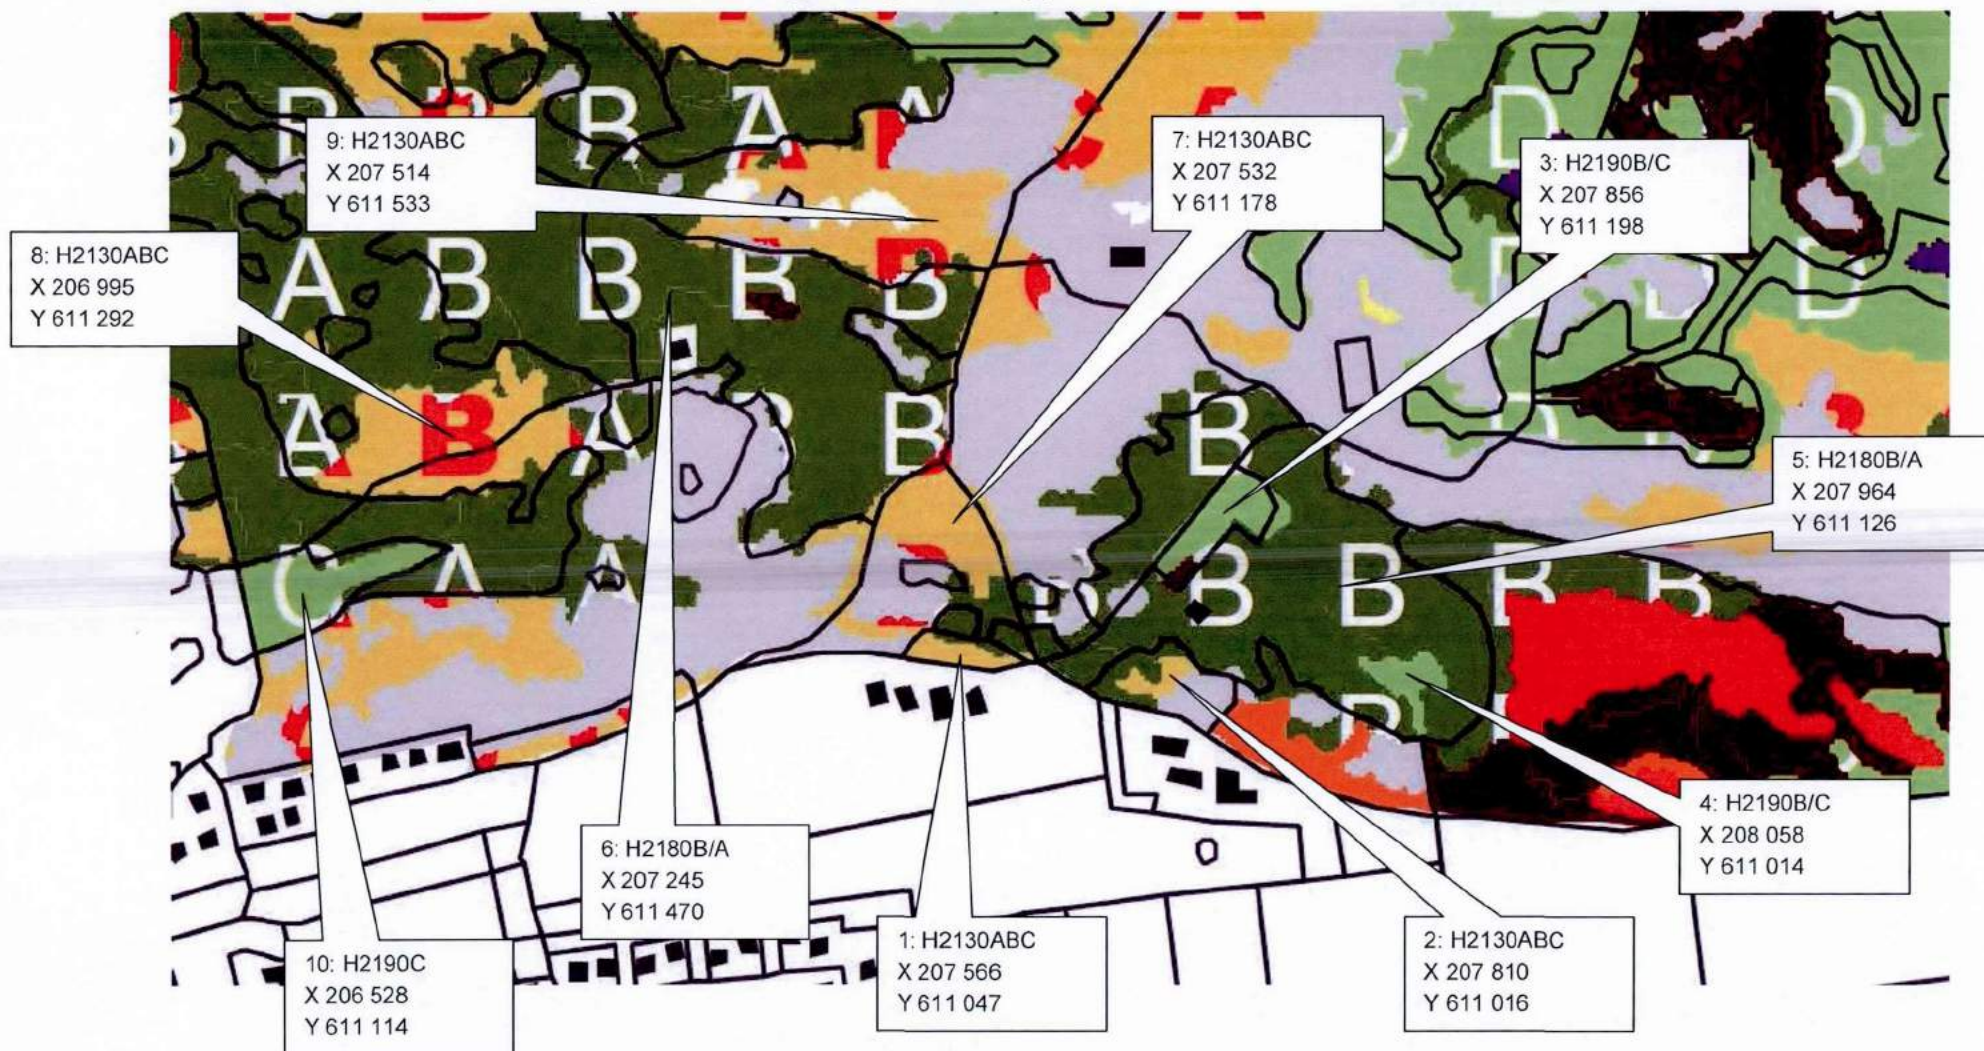 9: H2130ABC
X 207 514
Y 611 533
7: H2130ABC
X 207 532
Y 611 178
3: H2190B/C
X 207 856
Y 611 198
8: H2130ABC
X 206 995
Y 611 292
5: H2180B/A
X 207 964
Y 611 126
4: H2190B/C
X 208 058
Y 611 014
6: H2180B/A
X 207 245
Y 611 470
1: H2130ABC
X 207 566
Y 611 047
2: H2130ABC
X 207 810
Y 611 016
10: H2190C
X 206 528
Y 611 114
B A
D D
A B B B B
D D
A B A B B
B B B B B